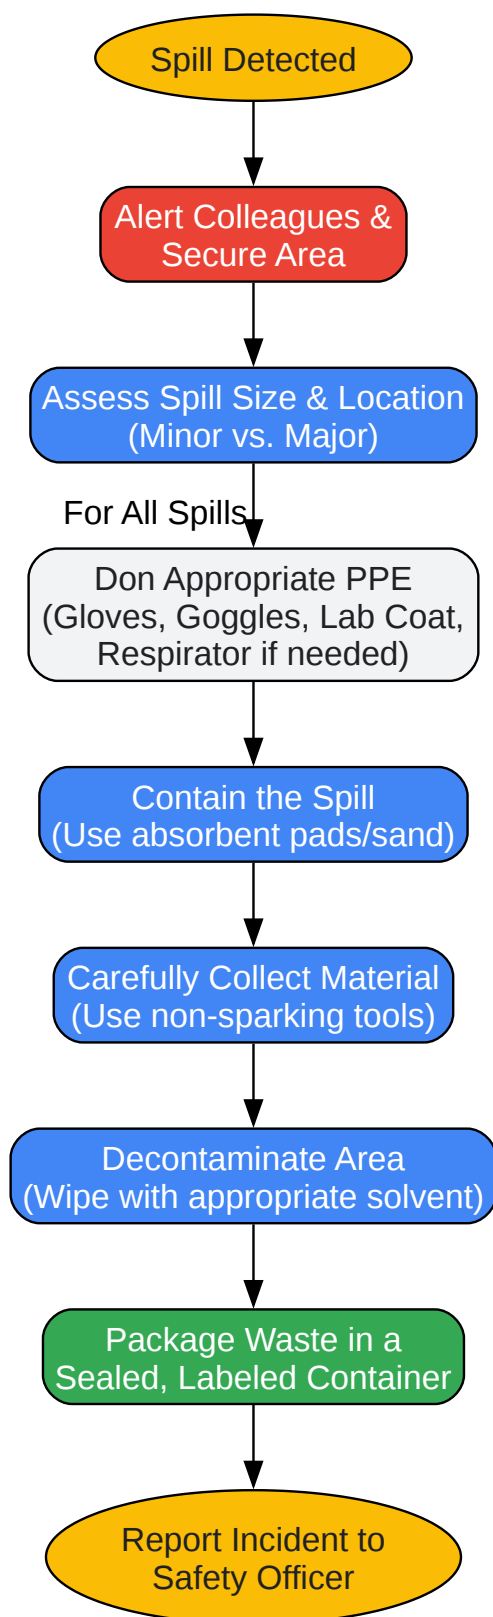 Spill Detected
Alert Colleagues &
Secure Area
Assess Spill Size & Location
(Minor vs. Major)
For All Spills
Don Appropriate PPE
(Gloves, Goggles, Lab Coat,
Respirator if needed)
Contain the Spill
(Use absorbent pads/sand)
Carefully Collect Material
(Use non-sparking tools)
Decontaminate Area
(Wipe with appropriate solvent)
Package Waste in a
Sealed, Labeled Container
Report Incident to
Safety Officer